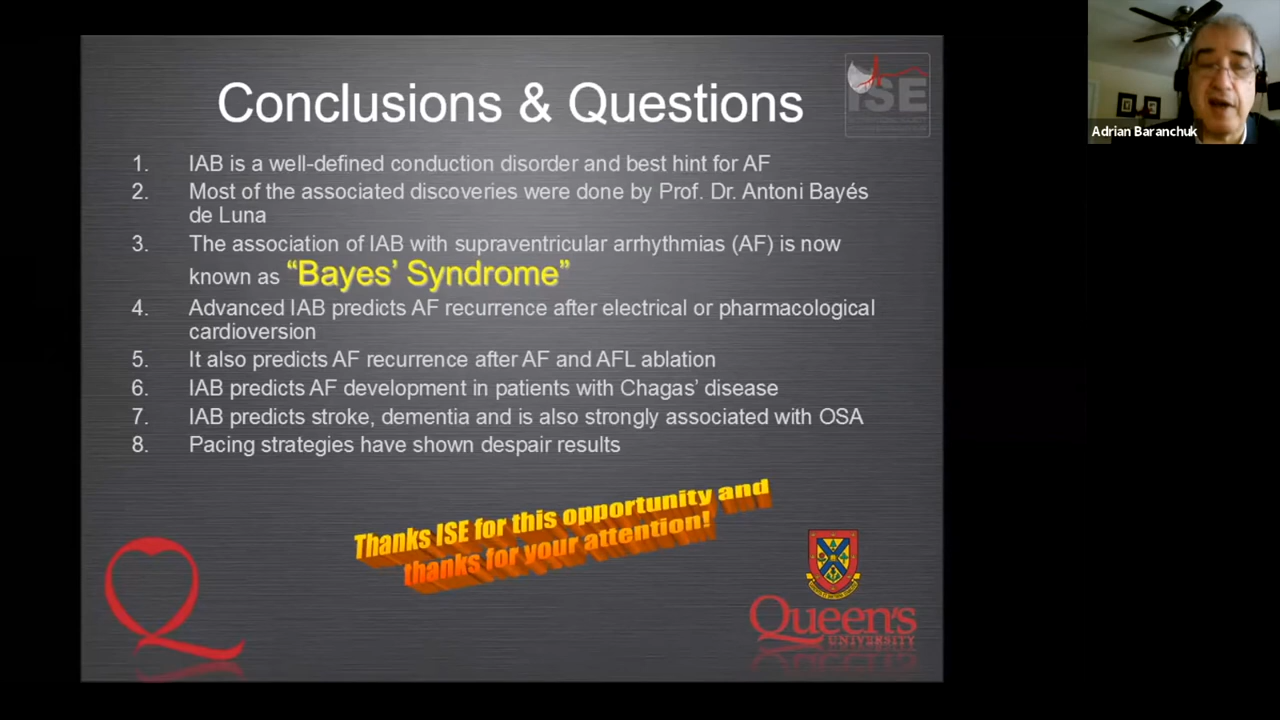 Conclusions & Questions
ISE
Adrian Baranchuk
1. IAB is a well-defined conduction disorder and best hint for AF
2. Most of the associated discoveries were done by Prof. Dr. Antoni Bayés
de Luna
3. The association of IAB with supraventricular arrhythmias (AF) is now
known as “Bayes’ Syndrome”
4. Advanced IAB predicts AF recurrence after electrical or pharmacological
cardioversion
5. It also predicts AF recurrence after AF and AFL ablation
6. IAB predicts AF development in patients with Chagas’ disease
7. IAB predicts stroke, dementia and is also strongly associated with OSA
8. Pacing strategies have shown despair results
Thanks ISE for this opportunity and
thanks for your attention!
Queen's
UNIVERSITY